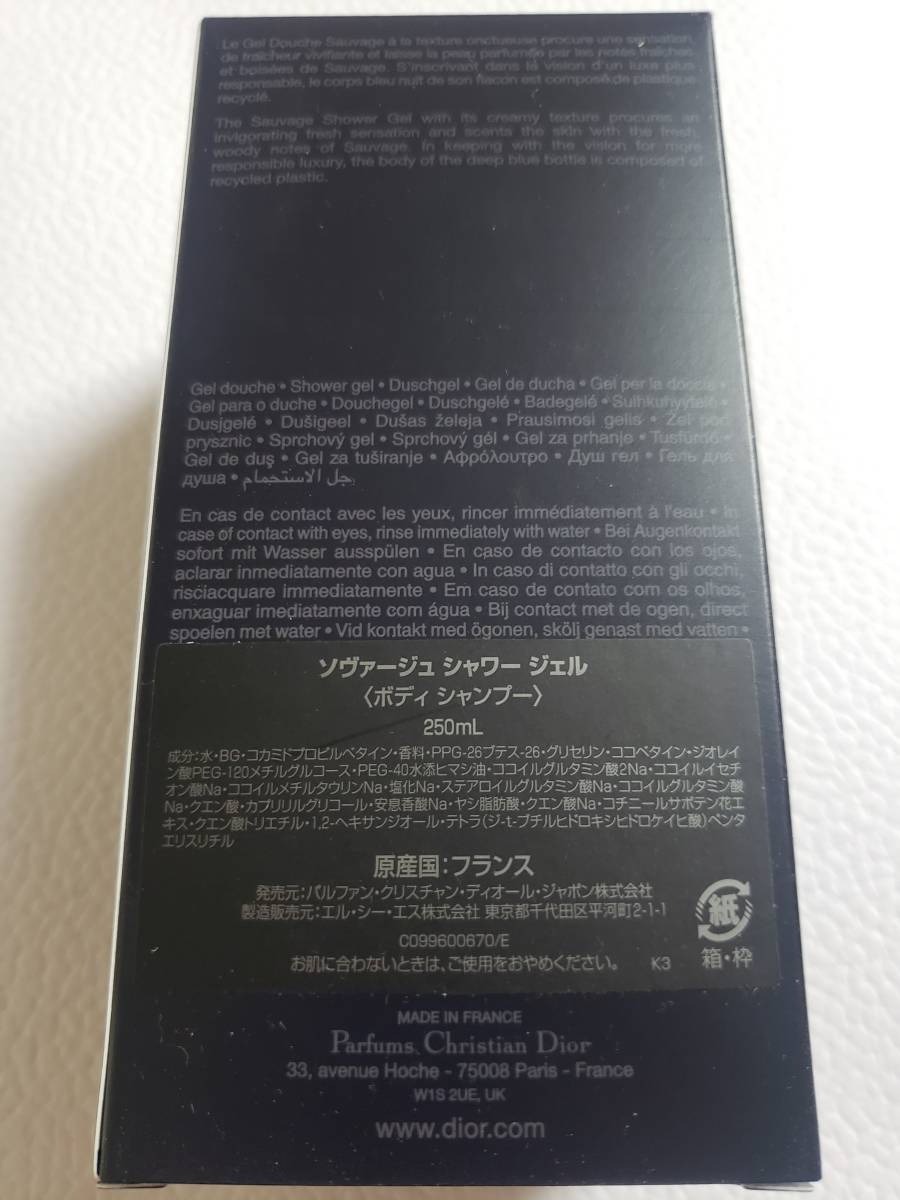 Le Gel Douche Sauvage à la texture onctueuse procure une sensation
de fraîcheur vivifiante et laisse la peau parfumée par les notes fraîches
et boisées de Sauvage. S'inscrivant dans la vision d'un luxe plus
responsable, le corps bleu nuit de son flacon est composé de plastique
recyclé.
The Sauvage Shower Gel with its creamy texture procures an
invigorating fresh sensation and scents the skin with the fresh,
woody notes of Sauvage. In keeping with the vision for more
responsible luxury, the body of the deep blue bottle is composed of
recycled plastic.
Gel douche • Shower gel • Duschgel • Gel de ducha • Gel per la doccia •
Gel para o duche • Douchegel • Duschgelé • Badegelé • Suihkuhyytelö •
Dusjgelé • Dušigeel • Dušas želeja • Prausimosi gelis • Żel pod
prysznic • Sprchový gel • Sprchový gél • Gel za prhanje • Tusfürdő •
Gel de duș • Gel za tuširanje • Αφρόλουτρο • Душ гел • Гель для
душа • جل الاستحمام
En cas de contact avec les yeux, rincer immédiatement à l'eau • In
case of contact with eyes, rinse immediately with water • Bei Augenkontakt
sofort mit Wasser ausspülen • En caso de contacto con los ojos,
aclarar inmediatamente con agua • In caso di contatto con gli occhi,
risciacquare immediatamente • Em caso de contato com os olhos,
enxaguar imediatamente com água • Bij contact met de ogen, direct
spoelen met water • Vid kontakt med ögonen, skölj genast med vatten •
ソヴァージュ シャワー ジェル
〈ボディ シャンプー〉
250mL
成分:水・BG・コカミドプロピルベタイン・香料・PPG-26ブテス-26・グリセリン・ココベタイン・ジオレイ
ン酸PEG-120メチルグルコース・PEG-40水添ヒマシ油・ココイルグルタミン酸2Na・ココイルイセチ
オン酸Na・ココイルメチルタウリンNa・塩化Na・ステアロイルグルタミン酸Na・ココイルグルタミン酸
Na・クエン酸・カプリリルグリコール・安息香酸Na・ヤシ脂肪酸・クエン酸Na・コチニールサボテン花エ
キス・クエン酸トリエチル・1,2-ヘキサンジオール・テトラ(ジ-t-ブチルヒドロキシヒドロケイヒ酸)ペンタ
エリスリチル
原産国:フランス
発売元:パルファン・クリスチャン・ディオール・ジャポン株式会社
製造販売元:エル・シー・エス株式会社 東京都千代田区平河町2-1-1
C099600670/E
お肌に合わないときは、ご使用をおやめください。 K3
紙
箱・枠
MADE IN FRANCE
Parfums Christian Dior
33, avenue Hoche - 75008 Paris - France
W1S 2UE, UK
www.dior.com